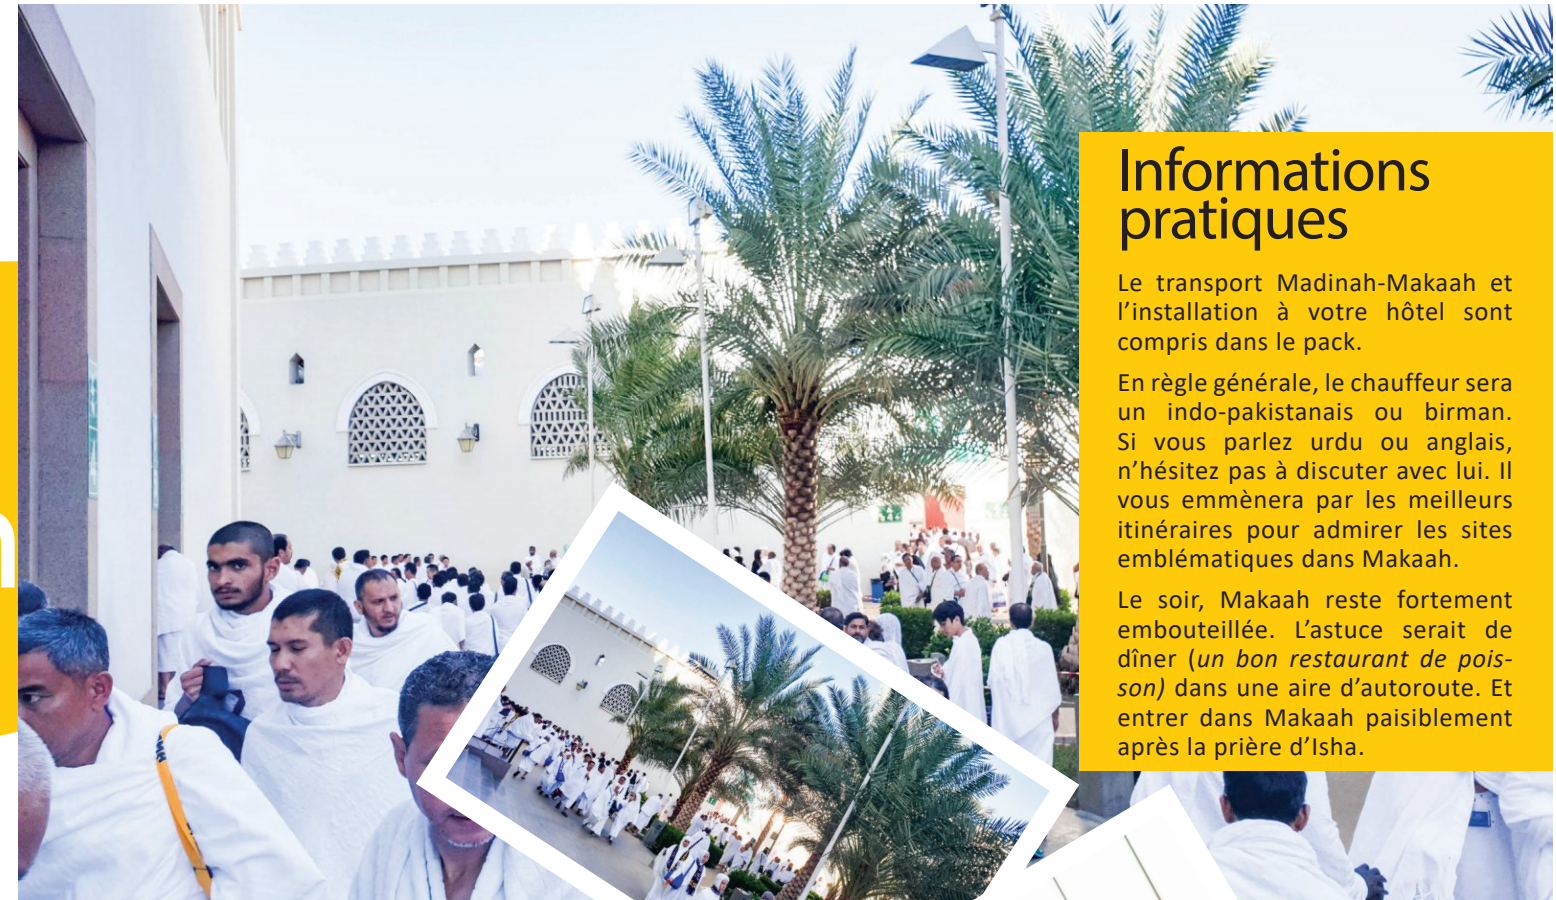 Informations
pratiques
Le transport Madinah-Makaah et
l’installation à votre hôtel sont
compris dans le pack.
En règle générale, le chauffeur sera
un indo-pakistanais ou birman.
Si vous parlez urdu ou anglais,
n’hésitez pas à discuter avec lui. Il
vous emmènera par les meilleurs
itinéraires pour admirer les sites
emblématiques dans Makaah.
Le soir, Makaah reste fortement
embouteillée. L’astuce serait de
dîner (un bon restaurant de pois-
son) dans une aire d’autoroute. Et
entrer dans Makaah paisiblement
après la prière d’Isha.